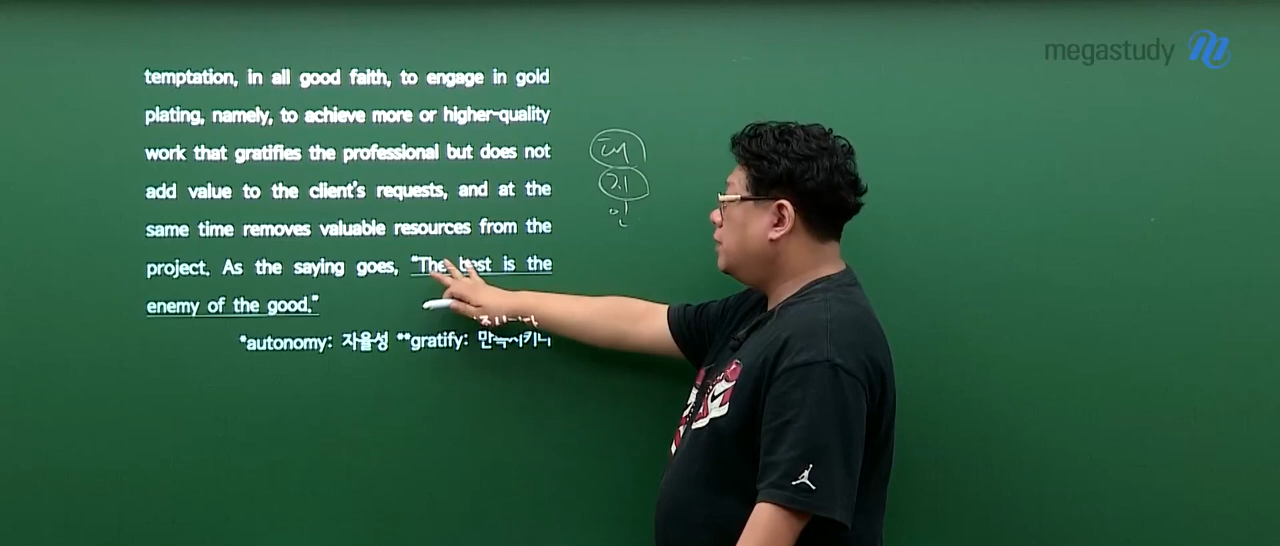 megastudy
temptation, in all good faith, to engage in gold
plating, namely, to achieve more or higher-quality
work that gratifies the professional but does not
add value to the client's requests, and at the
same time removes valuable resources from the
project. As the saying goes, "The best is the
enemy of the good."
*autonomy: 자율성 **gratify: 만족시키다
대
지
인